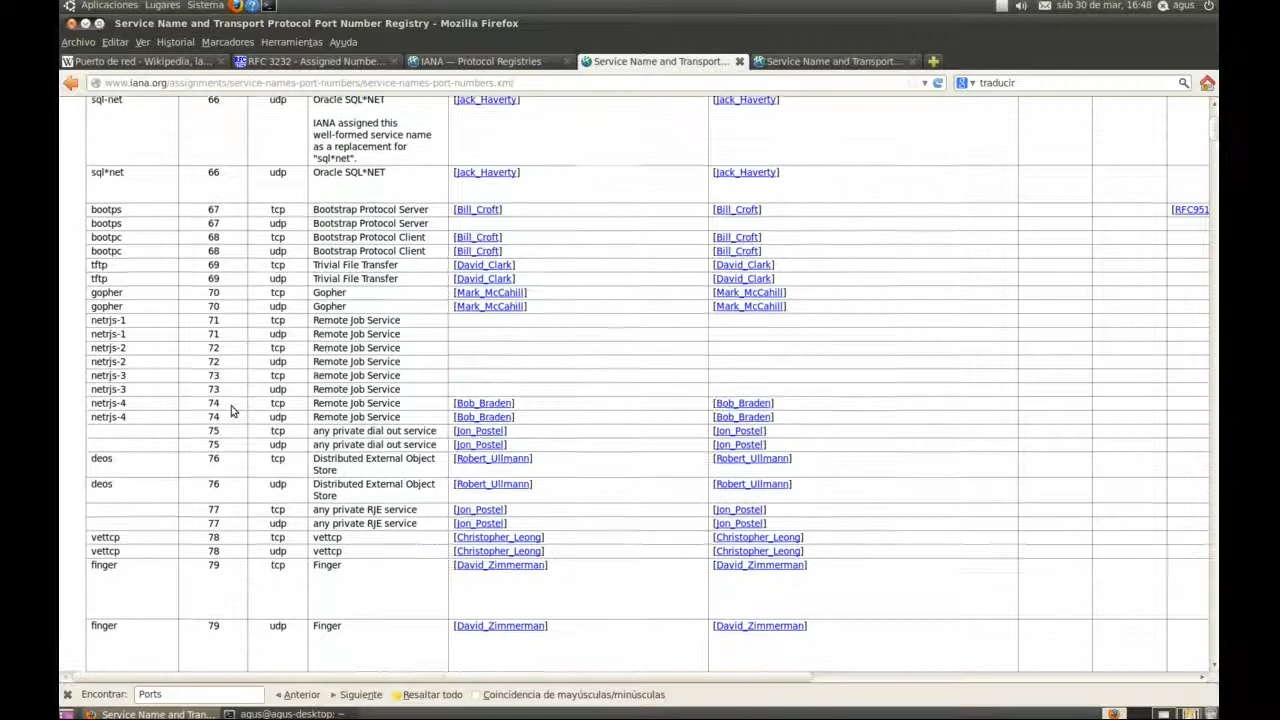 Aplicaciones Lugares Sistema sáb 30 de mar, 16:48 agus
Service Name and Transport Protocol Port Number Registry - Mozilla Firefox
Archivo Editar Ver Historial Marcadores Herramientas Ayuda
Puerto de red - Wikipedia, la... RFC 3232 - Assigned Numbe... IANA — Protocol Registries Service Name and Transport... Service Name and Transport...
www.iana.org/assignments/service-names-port-numbers/service-names-port-numbers.xml traducir
sql-net 66 udp Oracle SQL*NET [Jack_Haverty] [Jack_Haverty]
IANA assigned this
well-formed service name
as a replacement for
"sql*net".
sql*net 66 udp Oracle SQL*NET [Jack_Haverty] [Jack_Haverty]
bootps 67 tcp Bootstrap Protocol Server [Bill_Croft] [Bill_Croft] [RFC951
bootps 67 udp Bootstrap Protocol Server
bootpc 68 tcp Bootstrap Protocol Client [Bill_Croft] [Bill_Croft]
bootpc 68 udp Bootstrap Protocol Client [Bill_Croft] [Bill_Croft]
tftp 69 tcp Trivial File Transfer [David_Clark] [David_Clark]
tftp 69 udp Trivial File Transfer [David_Clark] [David_Clark]
gopher 70 tcp Gopher [Mark_McCahill] [Mark_McCahill]
gopher 70 udp Gopher [Mark_McCahill] [Mark_McCahill]
netrjs-1 71 tcp Remote Job Service
netrjs-1 71 udp Remote Job Service
netrjs-2 72 tcp Remote Job Service
netrjs-2 72 udp Remote Job Service
netrjs-3 73 tcp Remote Job Service
netrjs-3 73 udp Remote Job Service
netrjs-4 74 tcp Remote Job Service [Bob_Braden] [Bob_Braden]
netrjs-4 74 udp Remote Job Service [Bob_Braden] [Bob_Braden]
75 tcp any private dial out service [Jon_Postel] [Jon_Postel]
75 udp any private dial out service [Jon_Postel] [Jon_Postel]
deos 76 tcp Distributed External Object [Robert_Ullmann] [Robert_Ullmann]
Store
deos 76 udp Distributed External Object [Robert_Ullmann] [Robert_Ullmann]
Store
77 tcp any private RJE service [Jon_Postel] [Jon_Postel]
77 udp any private RJE service [Jon_Postel] [Jon_Postel]
vettcp 78 tcp vettcp [Christopher_Leong] [Christopher_Leong]
vettcp 78 udp vettcp [Christopher_Leong] [Christopher_Leong]
finger 79 tcp Finger [David_Zimmerman] [David_Zimmerman]
finger 79 udp Finger [David_Zimmerman] [David_Zimmerman]
Encontrar: Ports Anterior Siguiente Resaltar todo Coincidencia de mayúsculas/minúsculas
Service Name and Tran... agus@agus-desktop: ~